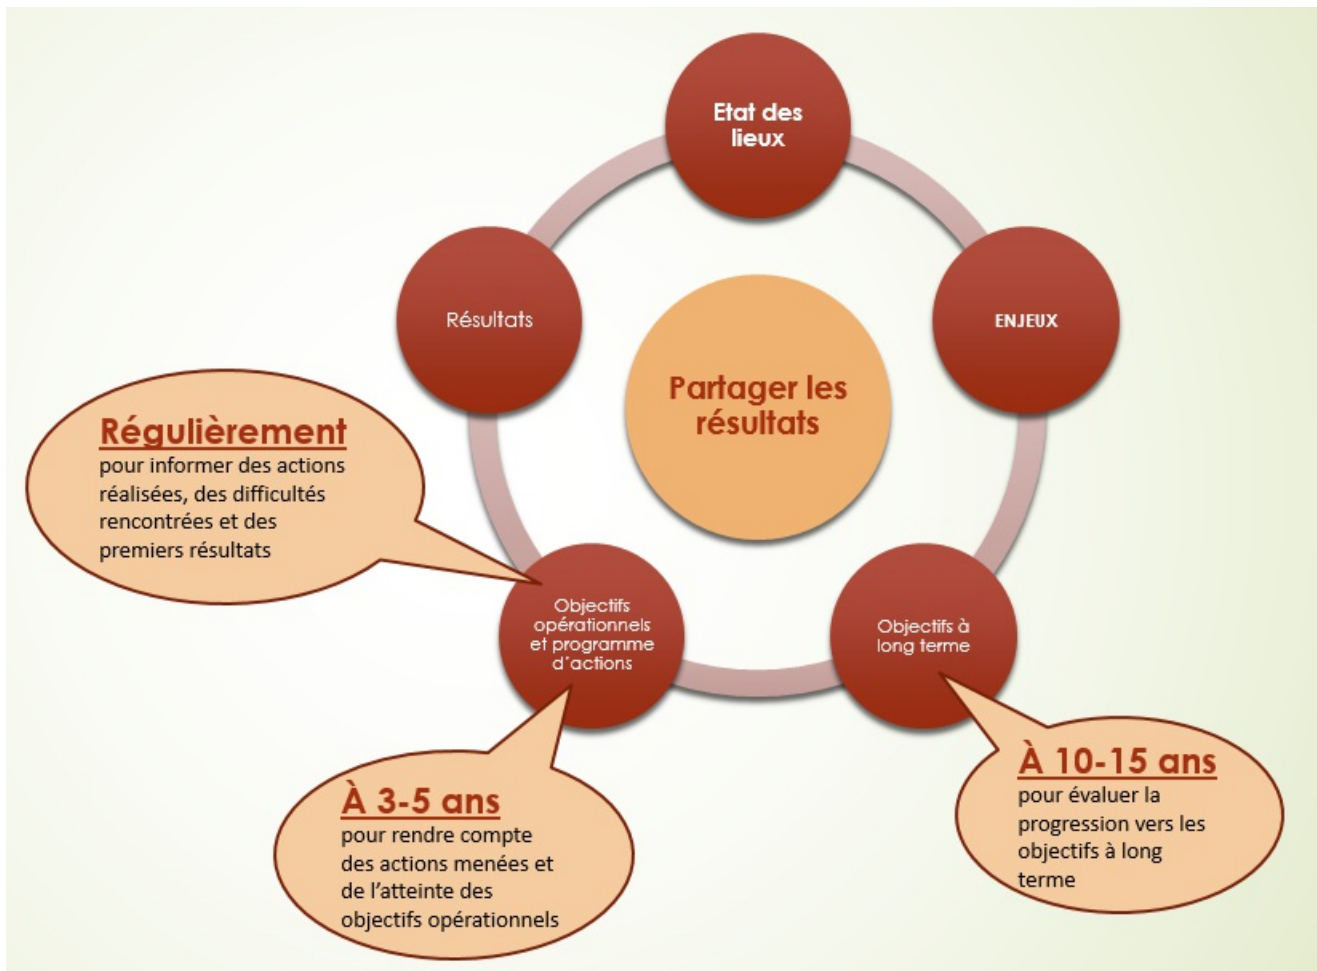 Etat des
lieux
ENJEUX
Résultats
Partager les
résultats
Régulièrement
pour informer des actions
réalisées, des difficultés
rencontrées et des
premiers résultats
Objectifs
opérationnels
et programme
d'actions
Objectifs à
long terme
À 3-5 ans
pour rendre compte
des actions menées et
de l'atteinte des
objectifs opérationnels
À 10-15 ans
pour évaluer la
progression vers les
objectifs à long
terme